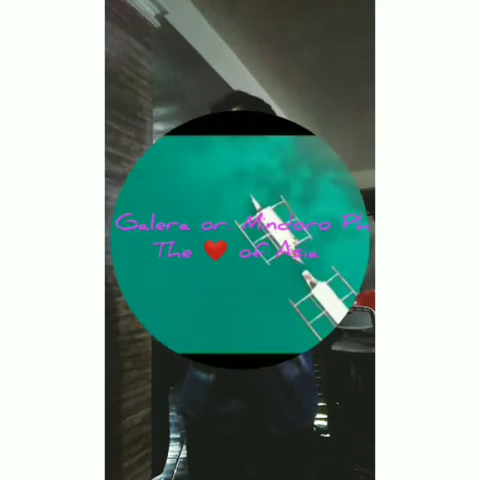 Galera or. Mindoro Ph
The ❤️ of Asia